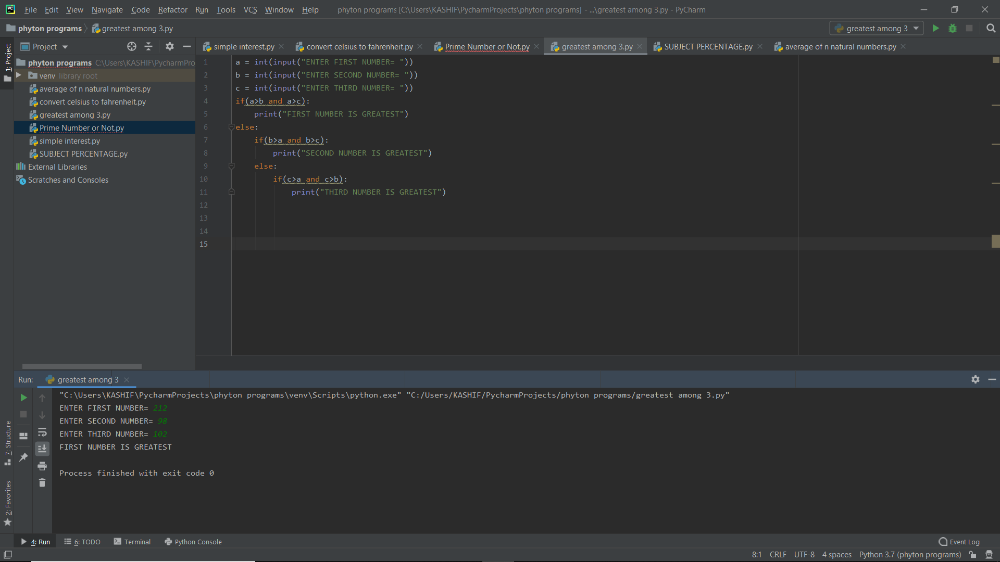 File Edit View Navigate Code Refactor Run Tools VCS Window Help phyton programs [C:\Users\KASHIF\PycharmProjects\phyton programs] - ...\greatest among 3.py - PyCharm
phyton programs greatest among 3.py greatest among 3
1: Project
Project
simple interest.py convert celsius to fahrenheit.py Prime Number or Not.py greatest among 3.py SUBJECT PERCENTAGE.py average of n natural numbers.py
phyton programs C:\Users\KASHIF\PycharmPro
venv library root
average of n natural numbers.py
convert celsius to fahrenheit.py
greatest among 3.py
Prime Number or Not.py
simple interest.py
SUBJECT PERCENTAGE.py
External Libraries
Scratches and Consoles
1 a = int(input("ENTER FIRST NUMBER= "))
2 b = int(input("ENTER SECOND NUMBER= "))
3 c = int(input("ENTER THIRD NUMBER= "))
4 if(a>b and a>c):
5 print("FIRST NUMBER IS GREATEST")
6 else:
7 if(b>a and b>c):
8 print("SECOND NUMBER IS GREATEST")
9 else:
10 if(c>a and c>b):
11 print("THIRD NUMBER IS GREATEST")
12
13
14
15
Run: greatest among 3
"C:\Users\KASHIF\PycharmProjects\phyton programs\venv\Scripts\python.exe" "C:/Users/KASHIF/PycharmProjects/phyton programs/greatest among 3.py"
ENTER FIRST NUMBER= 212
ENTER SECOND NUMBER= 98
ENTER THIRD NUMBER= 102
FIRST NUMBER IS GREATEST
Process finished with exit code 0
7: Structure
2: Favorites
4: Run 6: TODO Terminal Python Console Event Log
8:1 CRLF UTF-8 4 spaces Python 3.7 (phyton programs)